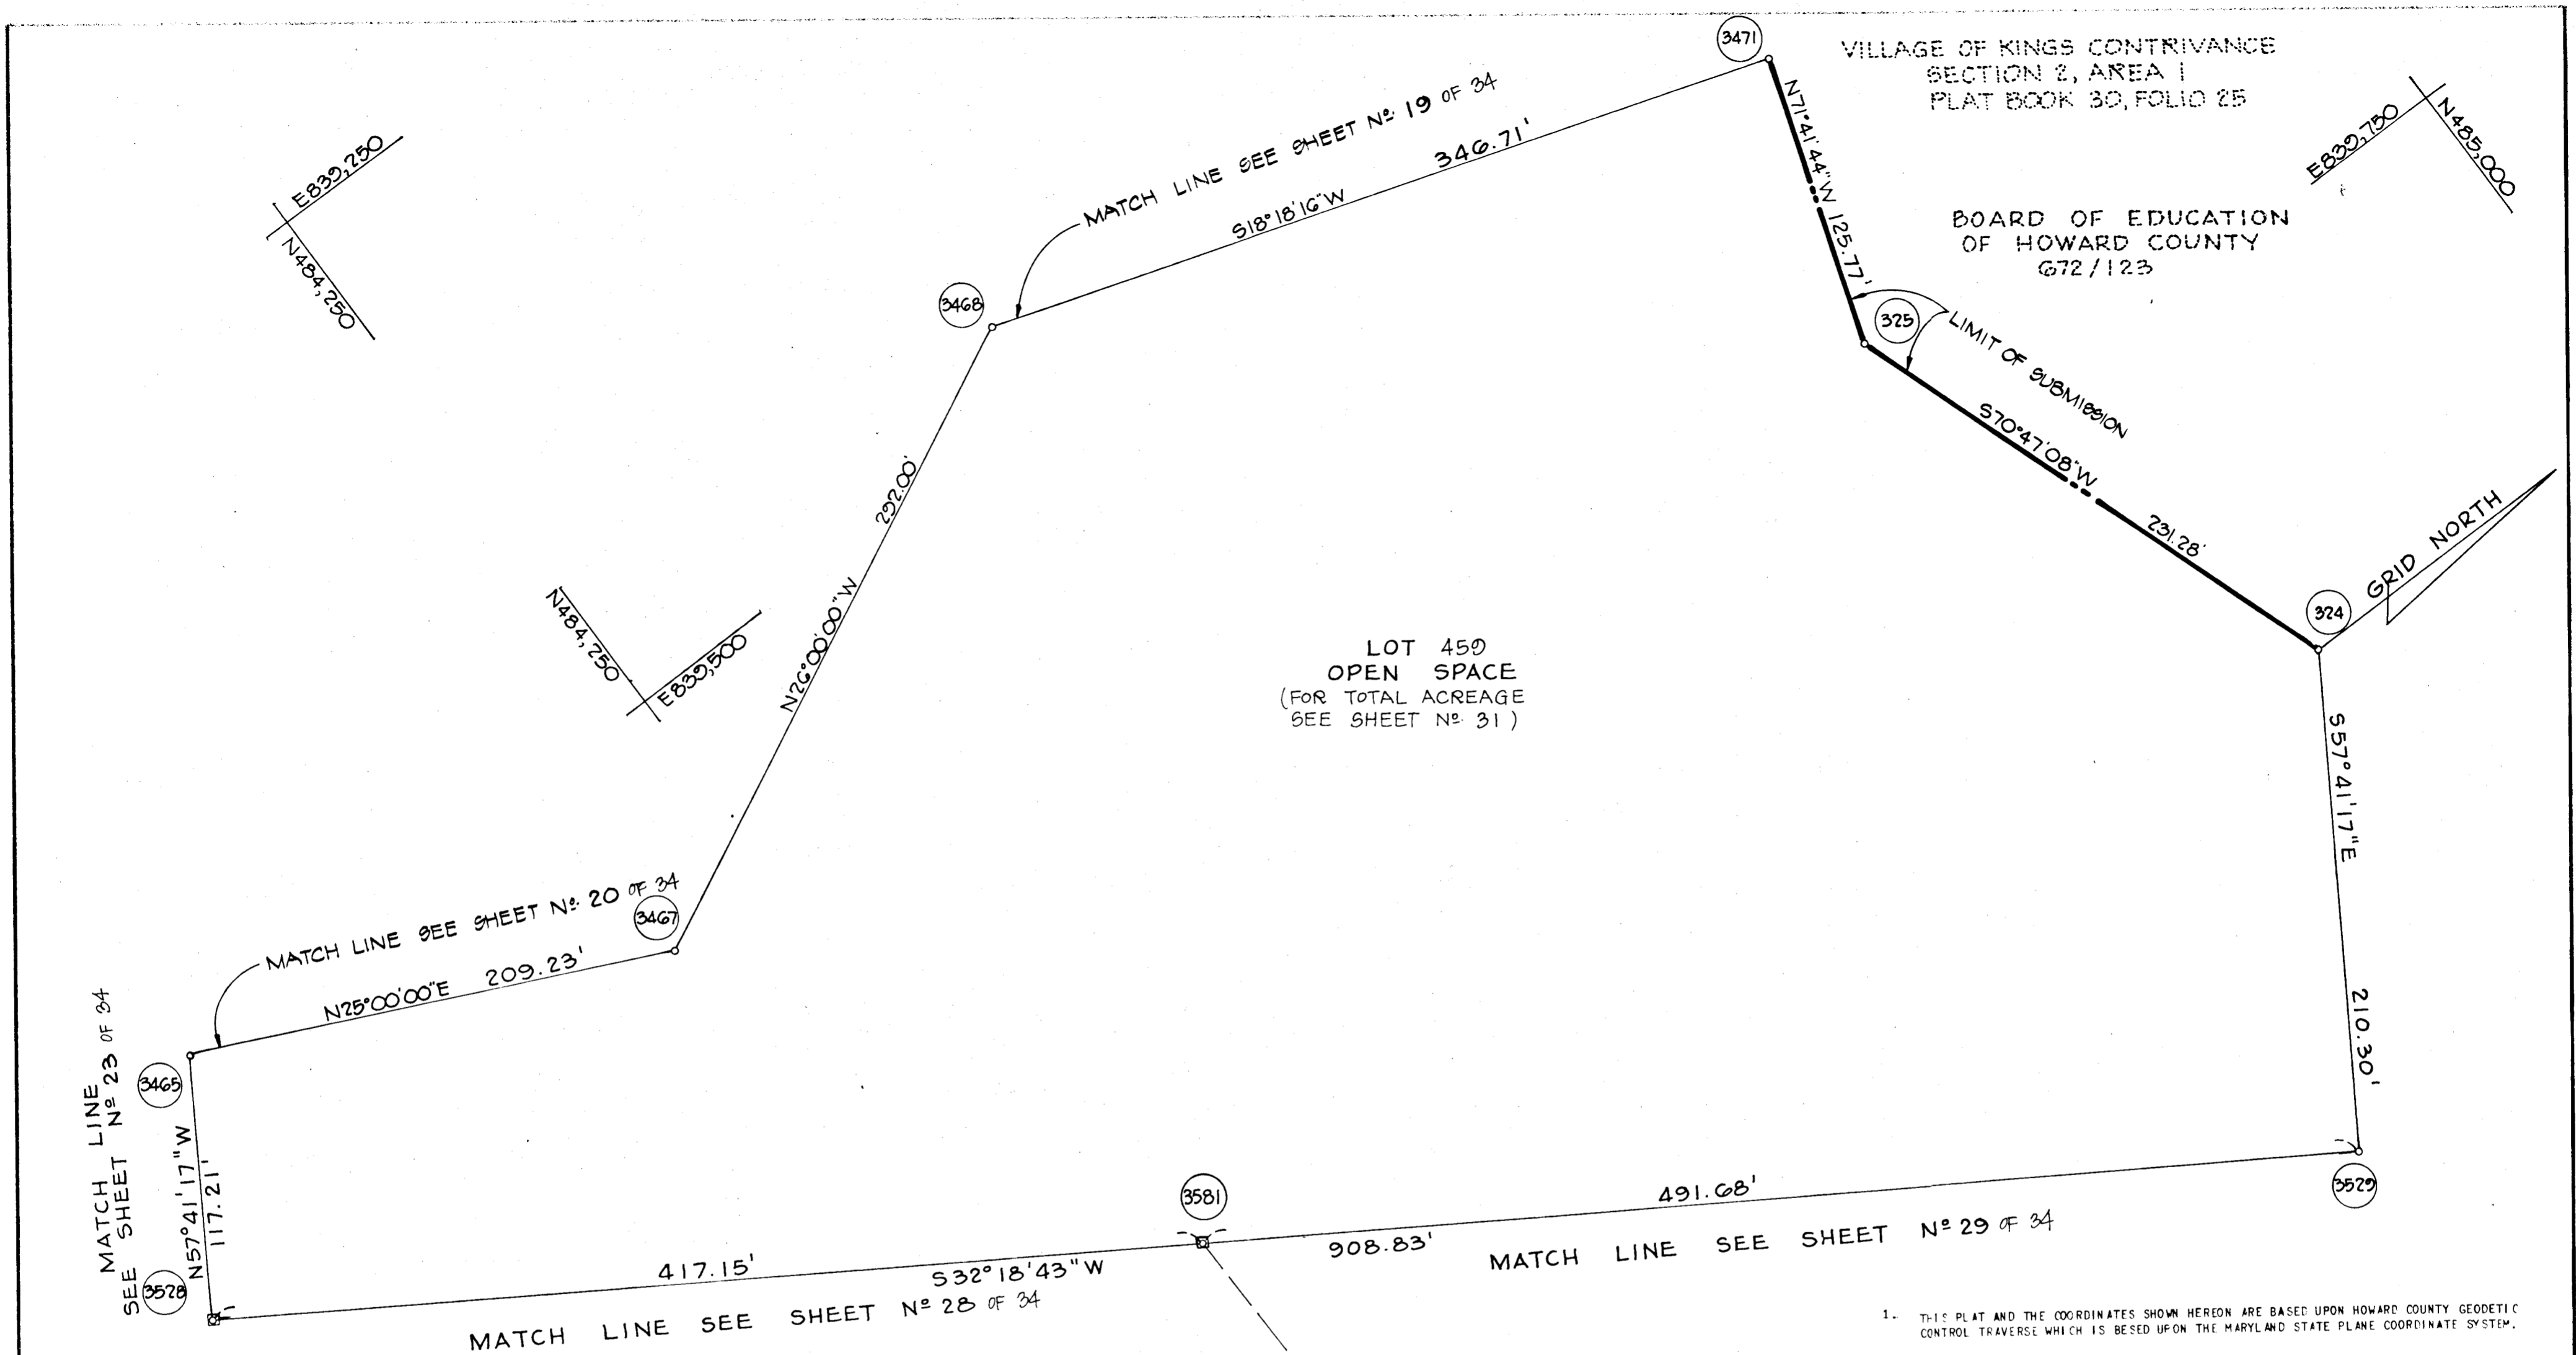 3471
VILLAGE OF KINGS CONTRIVANCE
SECTION 2, AREA 1
PLAT BOOK 30, FOLIO 25
E839,250
N484,250
MATCH LINE SEE SHEET Nº 19 OF 34
346.71'
S18°18'16"W
N71°41'44"W 125.77'
E839,750
N485,000
BOARD OF EDUCATION
OF HOWARD COUNTY
672/123
3468
325
LIMIT OF SUBMISSION
S70°47'08"W
231.28'
GRID NORTH
324
292.00'
N26°00'00"W
N484,250
E839,500
LOT 459
OPEN SPACE
(FOR TOTAL ACREAGE
SEE SHEET Nº 31)
S57°41'17"E
210.30'
MATCH LINE SEE SHEET Nº 20 OF 34
3467
N25°00'00"E 209.23'
3465
MATCH LINE
SEE SHEET Nº 23 OF 34
N57°41'17"W
117.21'
3528
417.15'
S32°18'43"W
MATCH LINE SEE SHEET Nº 28 OF 34
3581
491.68'
908.83'
MATCH LINE SEE SHEET Nº 29 OF 34
3529
1. THIS PLAT AND THE COORDINATES SHOWN HEREON ARE BASED UPON HOWARD COUNTY GEODETIC
CONTROL TRAVERSE WHICH IS BESED UPON THE MARYLAND STATE PLANE COORDINATE SYSTEM.